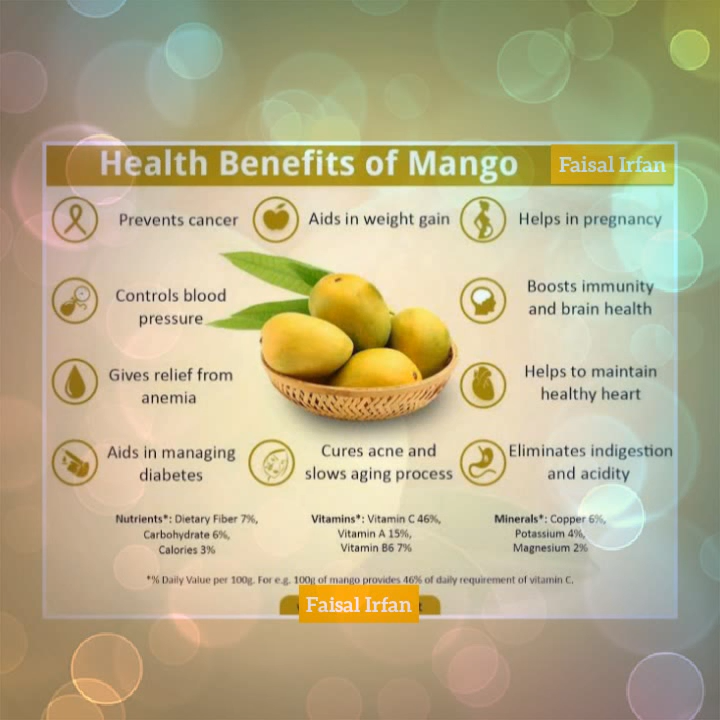 Health Benefits of Mango
Faisal Irfan
Prevents cancer
Aids in weight gain
Helps in pregnancy
Controls blood
pressure
Boosts immunity
and brain health
Gives relief from
anemia
Helps to maintain
healthy heart
Aids in managing
diabetes
Cures acne and
slows aging process
Eliminates indigestion
and acidity
Nutrients*: Dietary Fiber 7%,
Carbohydrate 6%,
Calories 3%
Vitamins*: Vitamin C 46%,
Vitamin A 15%,
Vitamin B6 7%
Minerals*: Copper 6%,
Potassium 4%,
Magnesium 2%
*% Daily Value per 100g. For e.g. 100g of mango provides 46% of daily requirement of vitamin C.
Faisal Irfan